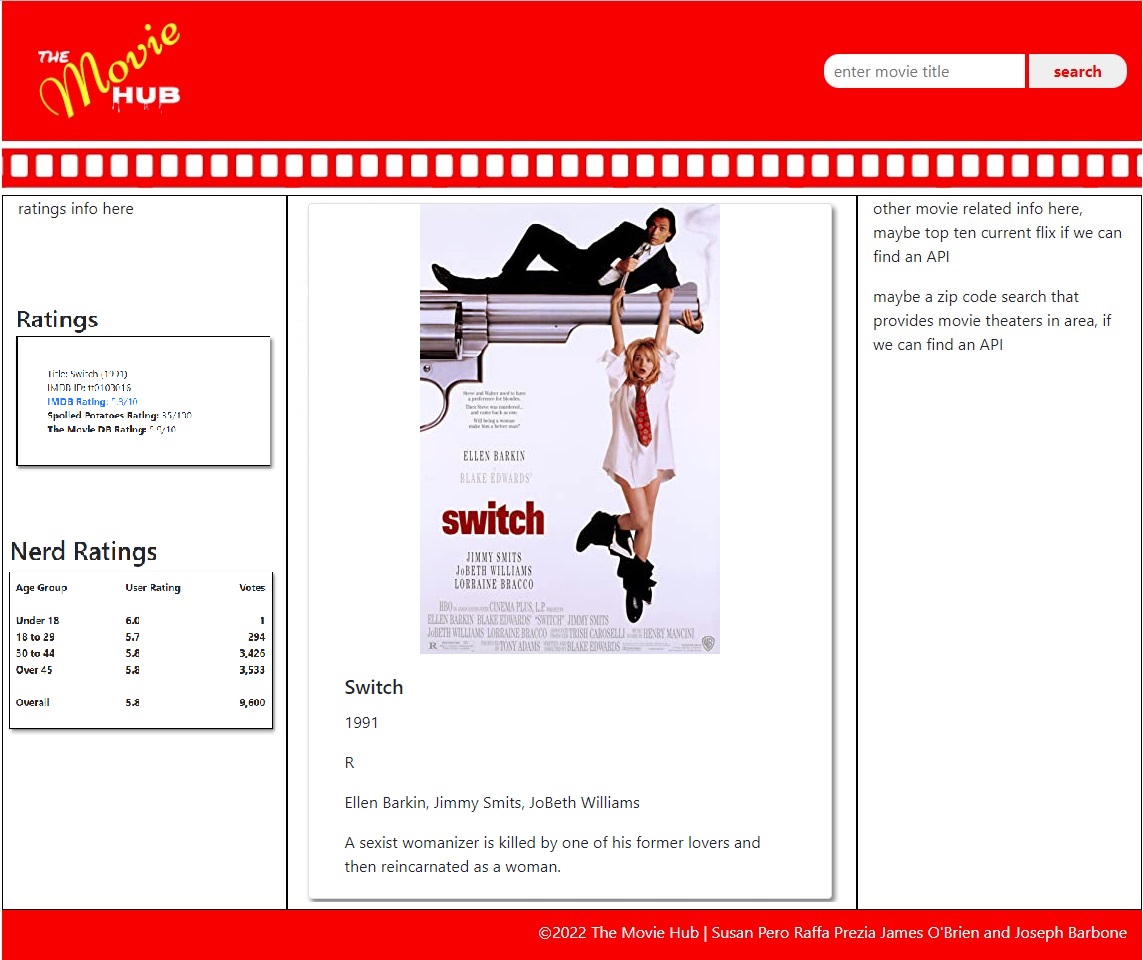 THE Movie HUB
enter movie title
search
ratings info here
Ratings
Title: Switch (1991)
IMDB ID: tt0103016
IMDB Rating: 5.8/10
Spoiled Potatoes Rating: 35/100
The Movie DB Rating: 5.9/10
Nerd Ratings
Age Group User Rating Votes
Under 18 6.0 1
18 to 29 5.7 294
30 to 44 5.8 3,426
Over 45 5.8 3,533
Overall 5.8 9,600
Steve and Walter used to have
a preference for blondes.
Then Steve was murdered...
and came back as one.
Will being a woman
make him a better man?
ELLEN BARKIN
BLAKE EDWARDS'
switch
JIMMY SMITS
JOBETH WILLIAMS
LORRAINE BRACCO
HBO CINEMA PLUS, L.P.
ELLEN BARKIN BLAKE EDWARDS' "SWITCH" JIMMY SMITS
JOBETH WILLIAMS LORRAINE BRACCO TRISH CAROSELLI HENRY MANCINI
R TONY ADAMS BLAKE EDWARDS
Switch
1991
R
Ellen Barkin, Jimmy Smits, JoBeth Williams
A sexist womanizer is killed by one of his former lovers and
then reincarnated as a woman.
other movie related info here,
maybe top ten current flix if we can
find an API
maybe a zip code search that
provides movie theaters in area, if
we can find an API
©2022 The Movie Hub | Susan Pero Raffa Prezia James O'Brien and Joseph Barbone